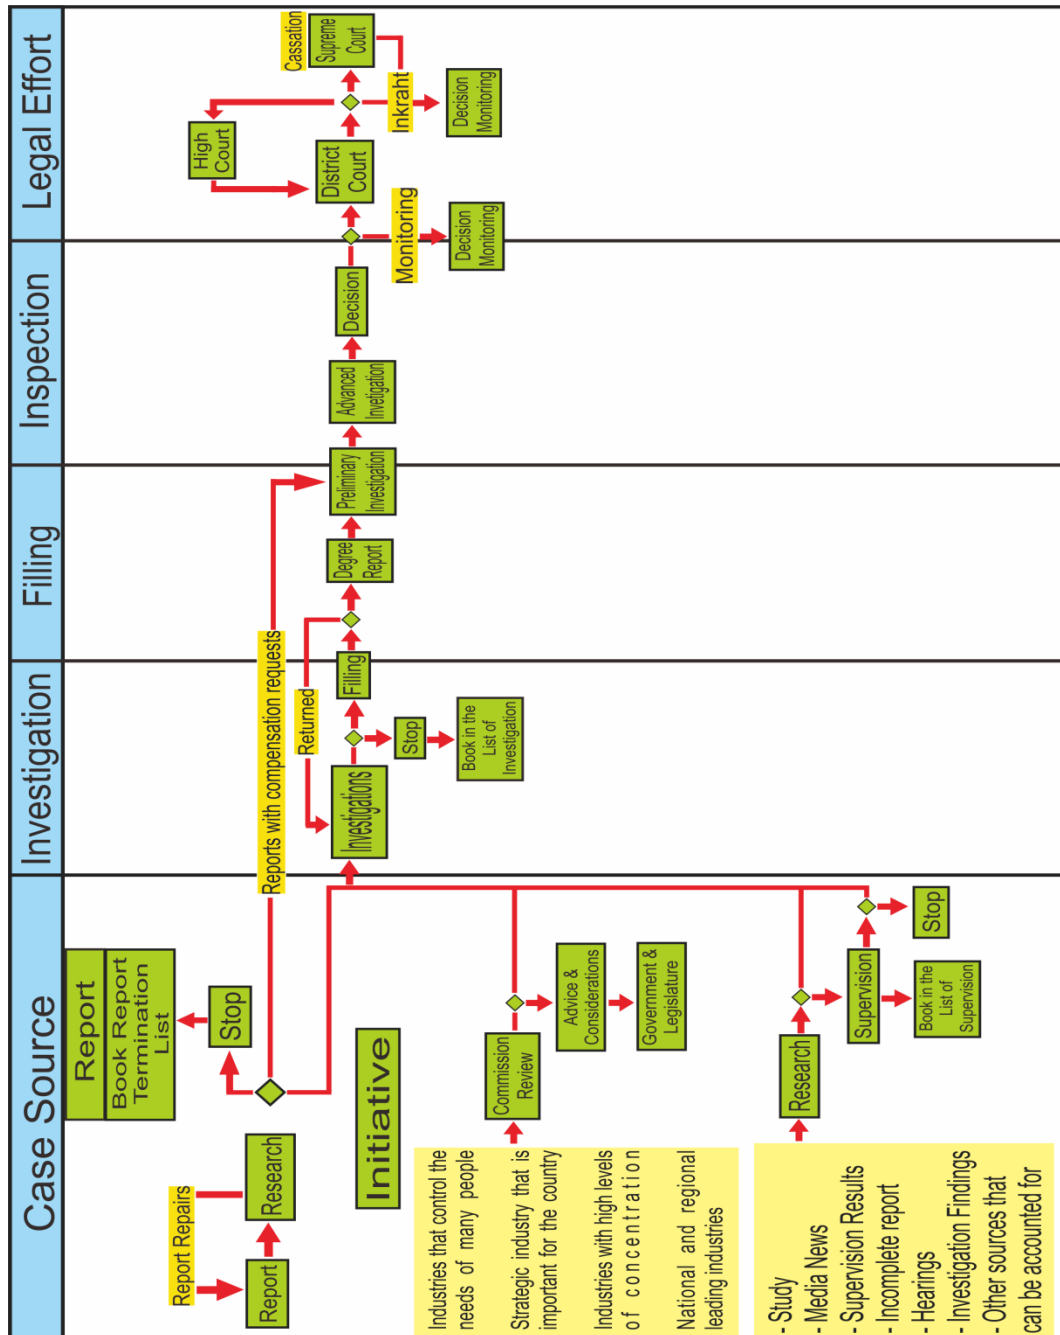 Case Source
Investigation
Filling
Inspection
Legal Effort
Report
Book Report
Termination
List
Stop
Report Repairs
Report
Research
Reports with compensation requests
Initiative
Industries that control the
needs of many people
Strategic industry that is
important for the country
Industries with high levels
of concentration
National and regional
leading industries
Commission
Review
Advice &
Considerations
Government &
Legislature
- Study
- Media News
- Supervision Results
- Incomplete report
- Hearings
- Investigation Findings
- Other sources that
can be accounted for
Research
Supervision
Book in the
List of
Supervision
Stop
Investigations
Returned
Stop
Book in the
List of
Investigation
Filling
Degree
Report
Preliminary
Investigation
Advanced
Invetigation
Decision
Monitoring
Decision
Monitoring
District
Court
High
Court
Cassation
Supreme
Court
Inkraht
Decision
Monitoring